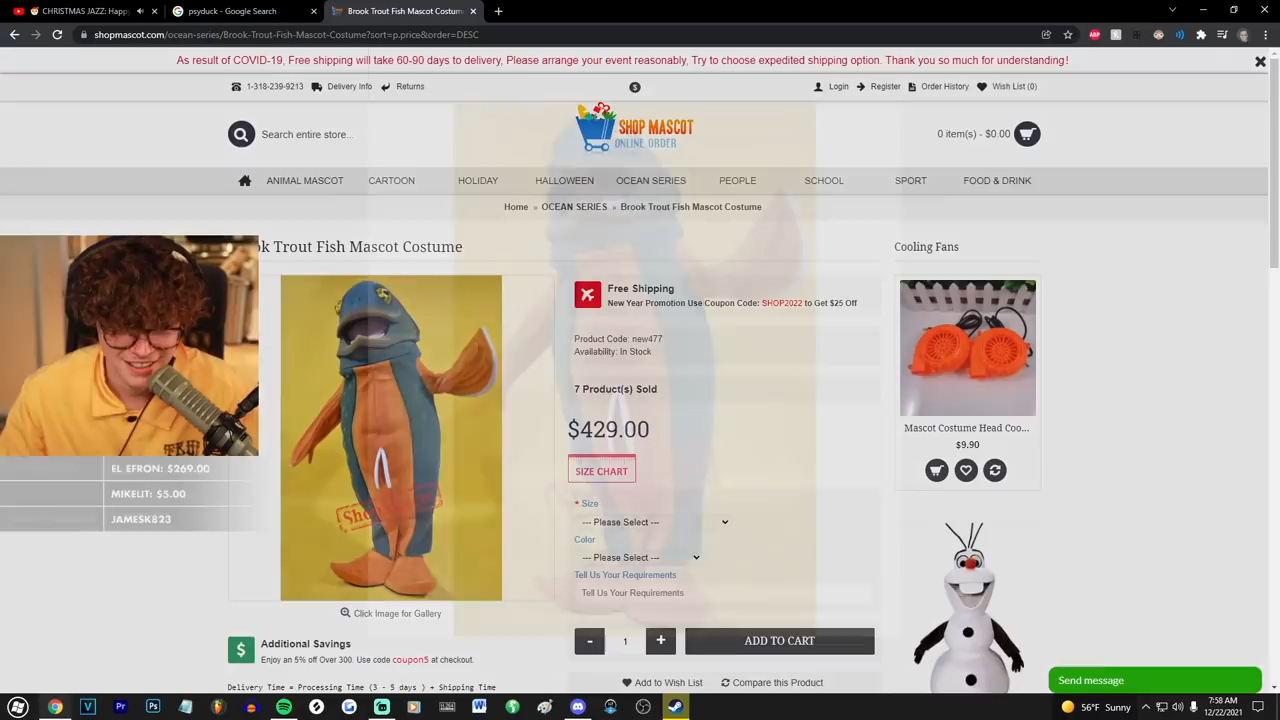 CHRISTMAS JAZZ: Happ
psyduck - Google Search
Brook Trout Fish Mascot Costume
shopmascot.com/ocean-series/Brook-Trout-Fish-Mascot-Costume?sort=p.price&order=DESC
As result of COVID-19, Free shipping will take 60-90 days to delivery, Please arrange your event reasonably, Try to choose expedited shipping option. Thank you so much for understanding!
1-318-239-9213 Delivery Info Returns $ Login Register Order History Wish List (0)
Search entire store...
SHOP MASCOT
ONLINE ORDER
0 item(s) - $0.00
ANIMAL MASCOT CARTOON HOLIDAY HALLOWEEN OCEAN SERIES PEOPLE SCHOOL SPORT FOOD & DRINK
Home » OCEAN SERIES » Brook Trout Fish Mascot Costume
ok Trout Fish Mascot Costume
Free Shipping
New Year Promotion Use Coupon Code: SHOP2022 to Get $25 Off
Product Code: new477
Availability: In Stock
7 Product(s) Sold
$429.00
SIZE CHART
* Size
--- Please Select ---
Color
--- Please Select ---
Tell Us Your Requirements
Tell Us Your Requirements
- 1 + ADD TO CART
Add to Wish List Compare this Product
Click Image for Gallery
$ Additional Savings
Enjoy an 5% off Over 300. Use code coupon5 at checkout.
Delivery Time = Processing Time (3 - 5 days ) + Shipping Time
Cooling Fans
Mascot Costume Head Coo...
$9.90
EL EFRON: $269.00
MIKELIT: $5.00
JAMESK823
Send message
56°F Sunny
7:58 AM
12/22/2021